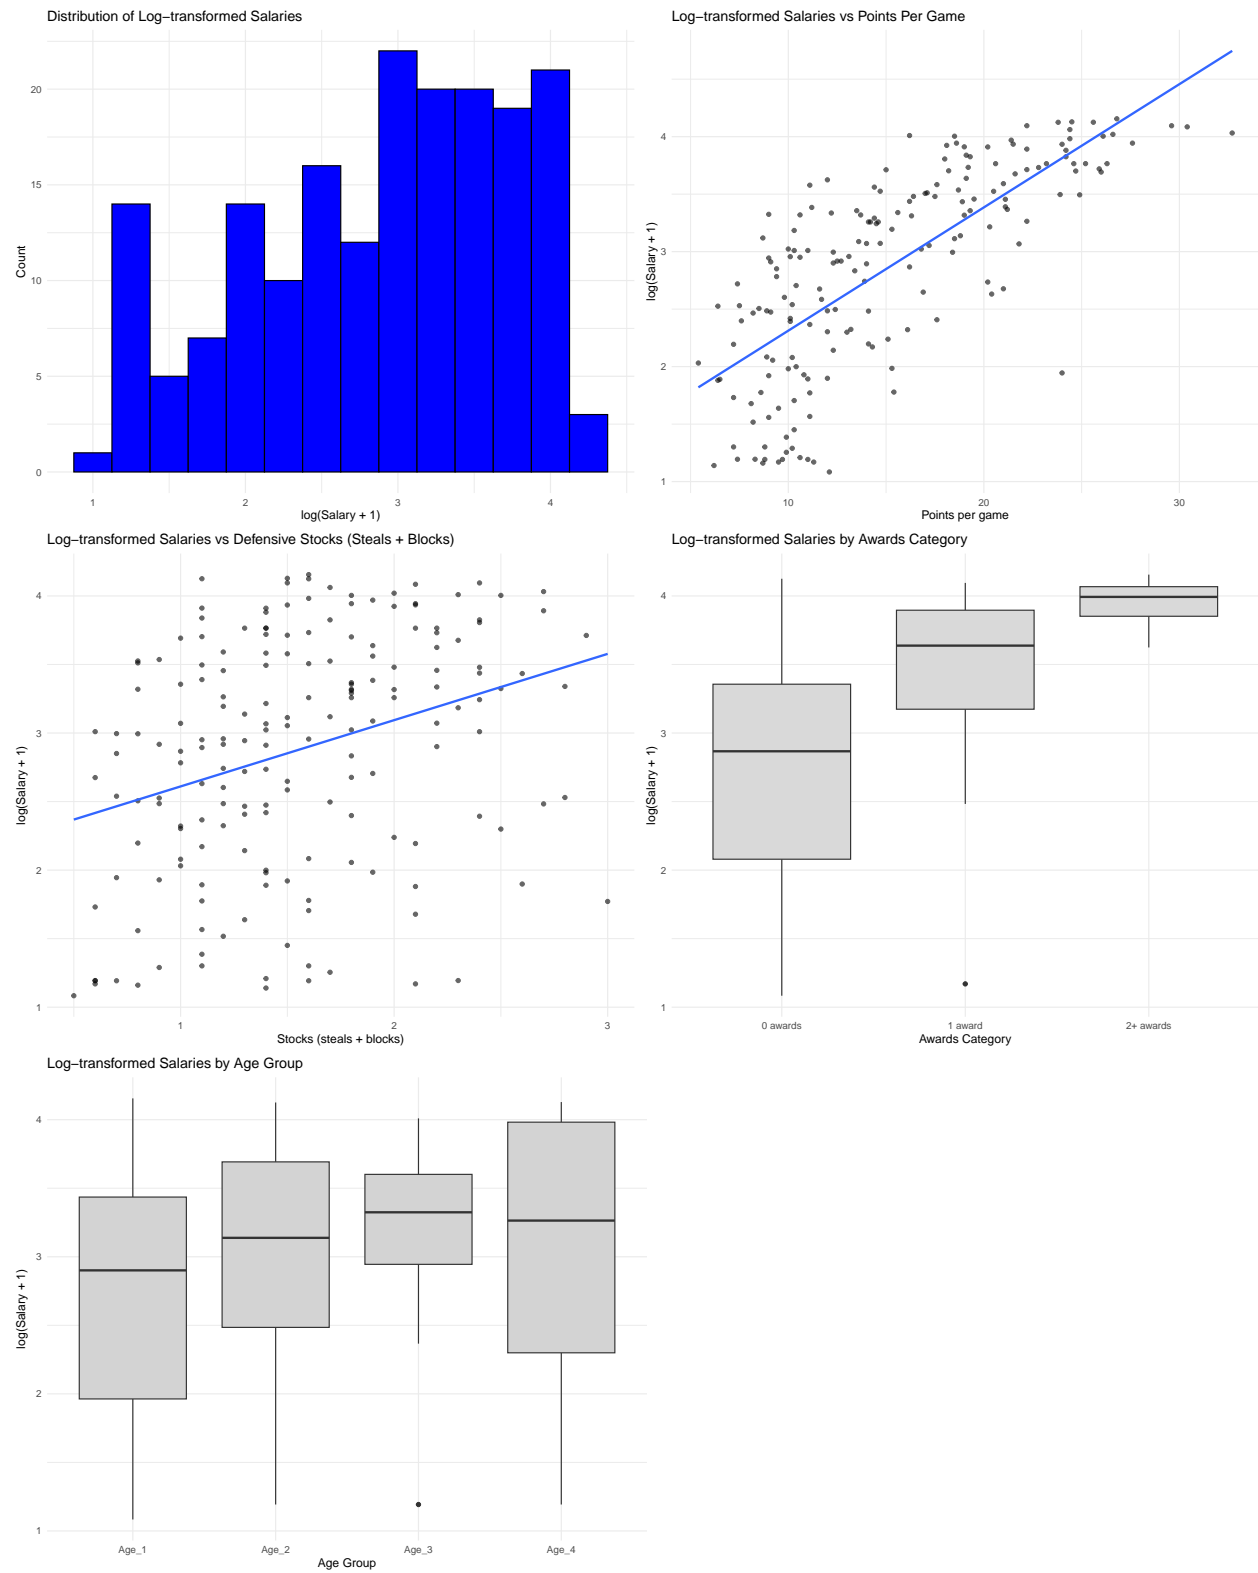 Distribution of Log−transformed Salaries
20
15
10
5
0
Count
1 2 3 4
log(Salary + 1)
Log−transformed Salaries vs Points Per Game
4
3
2
1
log(Salary + 1)
10 20 30
Points per game
Log−transformed Salaries vs Defensive Stocks (Steals + Blocks)
4
3
2
1
log(Salary + 1)
1 2 3
Stocks (steals + blocks)
Log−transformed Salaries by Awards Category
4
3
2
1
log(Salary + 1)
0 awards 1 award 2+ awards
Awards Category
Log−transformed Salaries by Age Group
4
3
2
1
log(Salary + 1)
Age_1 Age_2 Age_3 Age_4
Age Group